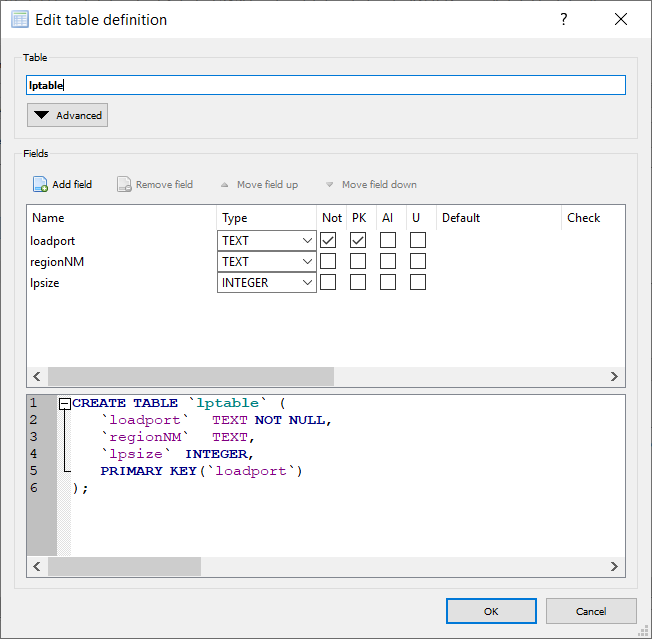 Edit table definition
Table
lptable
Advanced
Fields
Add field Remove field Move field up Move field down
Name Type Not PK AI U Default Check
loadport TEXT
regionNM TEXT
lpsize INTEGER
1 CREATE TABLE `lptable` (
2 `loadport` TEXT NOT NULL,
3 `regionNM` TEXT,
4 `lpsize` INTEGER,
5 PRIMARY KEY(`loadport`)
6 );
OK Cancel